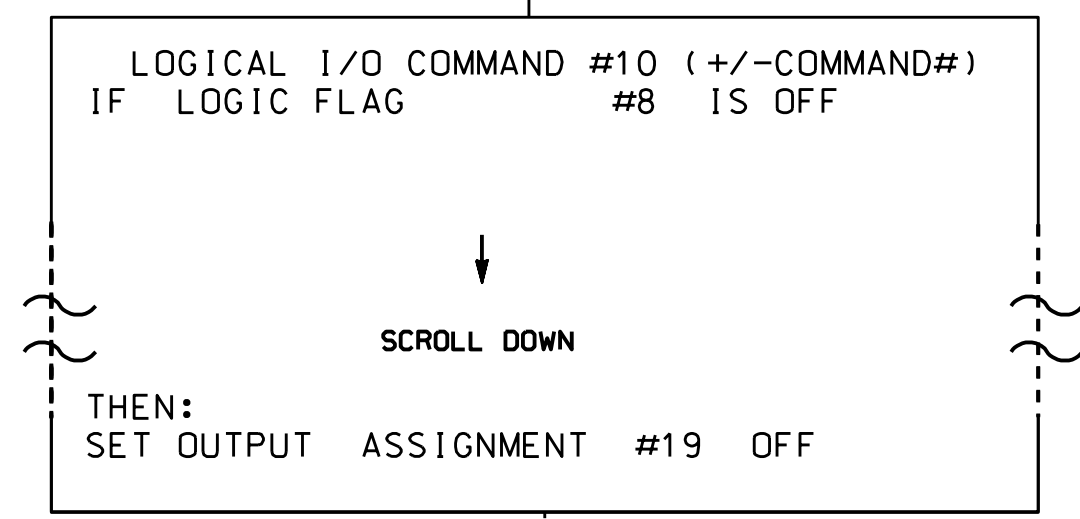 LOGICAL I/O COMMAND #10 (+/-COMMAND#)
IF LOGIC FLAG #8 IS OFF
SCROLL DOWN
THEN:
SET OUTPUT ASSIGNMENT #19 OFF